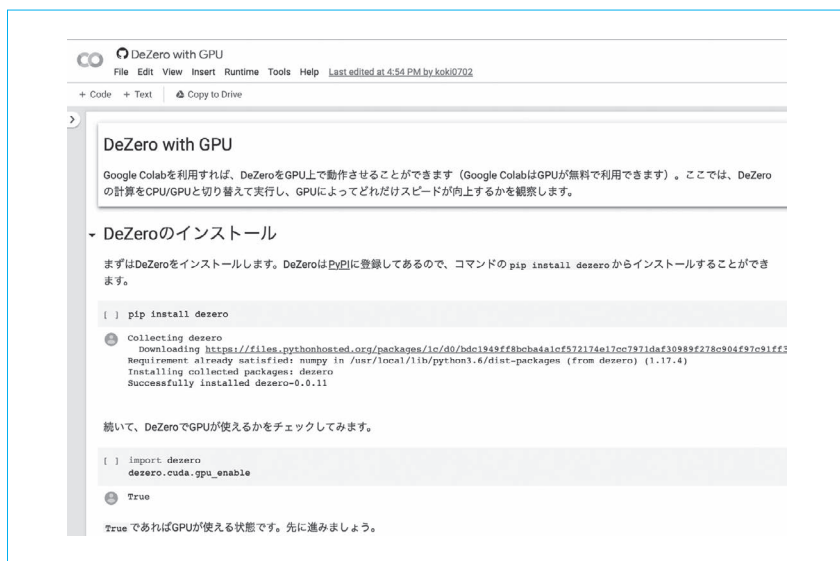 CO DeZero with GPU
File Edit View Insert Runtime Tools Help Last edited at 4:54 PM by koki0702
+ Code + Text Copy to Drive
DeZero with GPU
Google Colabを利用すれば、DeZeroをGPU上で動作させることができます（Google ColabはGPUが無料で利用できます）。ここでは、DeZero
の計算をCPU/GPUと切り替えて実行し、GPUによってどれだけスピードが向上するかを観察します。
DeZeroのインストール
まずはDeZeroをインストールします。DeZeroはPyPIに登録してあるので、コマンドの pip install dezero からインストールすることができ
ます。
[ ] pip install dezero
Collecting dezero
Downloading https://files.pythonhosted.org/packages/1c/d0/bdc1949ff8bcba4a1cf572174e17cc7971daf30989f278c904f97c91ff3
Requirement already satisfied: numpy in /usr/local/lib/python3.6/dist-packages (from dezero) (1.17.4)
Installing collected packages: dezero
Successfully installed dezero-0.0.11
続いて、DeZeroでGPUが使えるかをチェックしてみます。
[ ] import dezero
dezero.cuda.gpu_enable
True
True であればGPUが使える状態です。先に進みましょう。